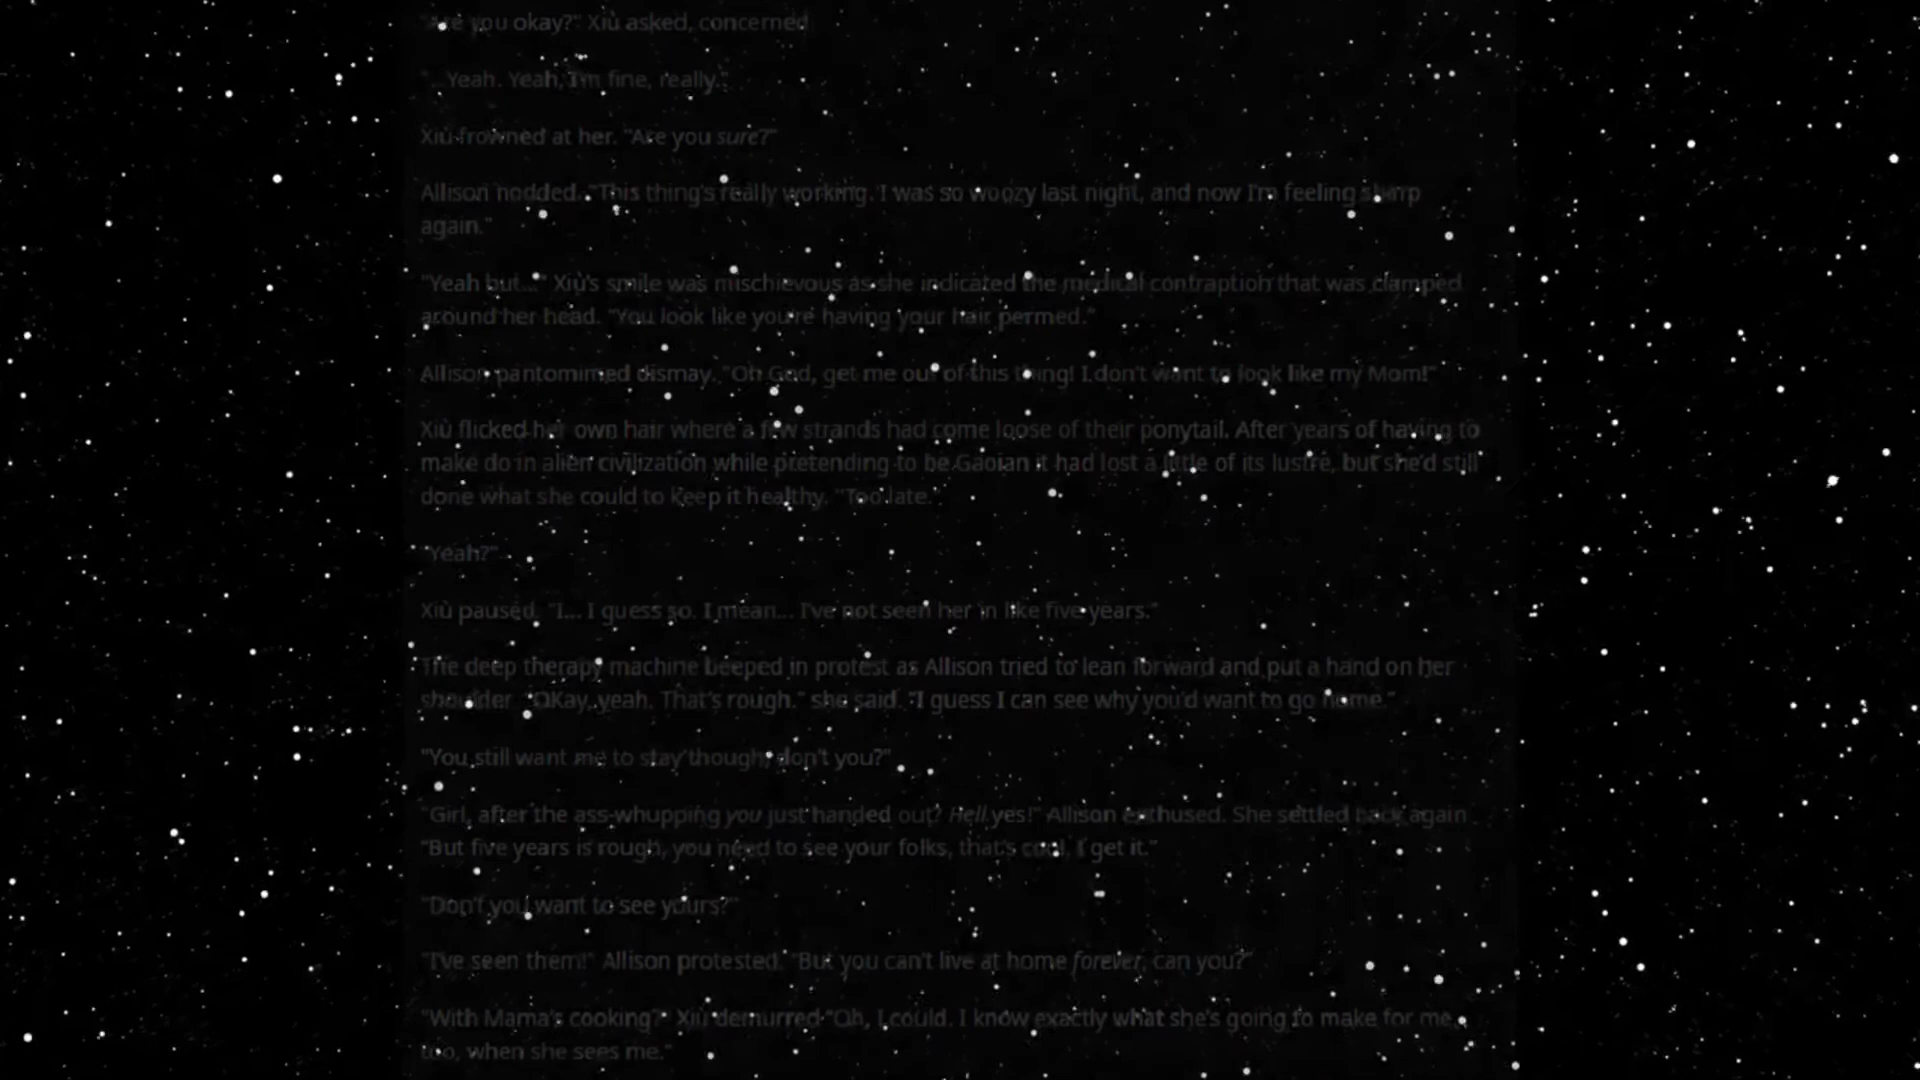 "Are you okay?" Xiù asked, concerned
"...Yeah. Yeah, I'm fine, really."
Xiù frowned at her. "Are you sure?"
Allison nodded. "This thing's really working. I was so woozy last night, and now I'm feeling sharp
again."
"Yeah but..." Xiù's smile was mischievous as she indicated the medical contraption that was clamped
around her head. "You look like you're having your hair permed."
Allison pantomimed dismay. "Oh God, get me out of this thing! I don't want to look like my Mom!"
Xiù flicked her own hair where a few strands had come loose of their ponytail. After years of having to
make do in alien civilization while pretending to be Gaoian it had lost a little of its lustre, but she'd still
done what she could to keep it healthy. "Too late."
"Yeah?"
Xiù paused. "I... I guess so. I mean... I've not seen her in like five years."
The deep therapy machine beeped in protest as Allison tried to lean forward and put a hand on her
shoulder. "OKay, yeah. That's rough." she said. "I guess I can see why you'd want to go home."
"You still want me to stay though, don't you?"
"Girl, after the ass-whupping you just handed out? Hell yes!" Allison enthused. She settled back again
"But five years is rough, you need to see your folks, that's cool, I get it."
"Don't you want to see yours?"
"I've seen them!" Allison protested. "But you can't live at home forever, can you?"
"With Mama's cooking?" Xiù demurred "Oh, I could. I know exactly what she's going to make for me,
too, when she sees me."